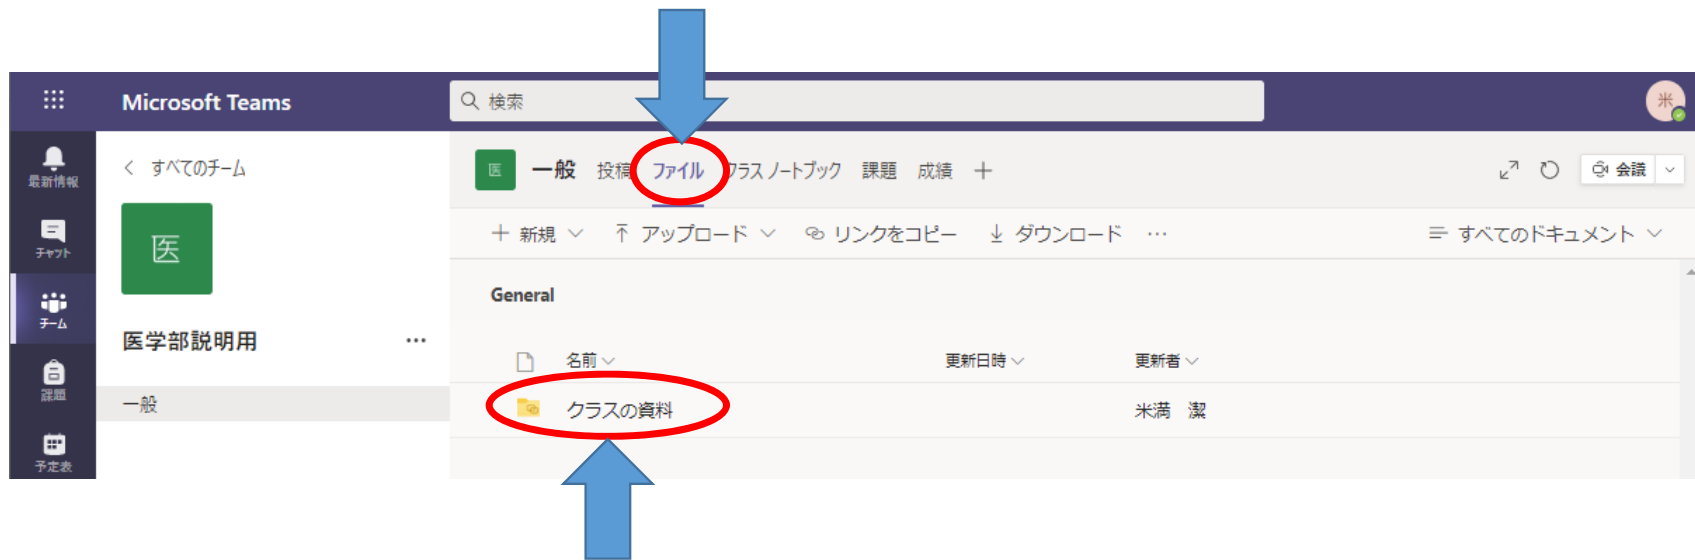 Microsoft Teams
検索
米
最新情報
チャット
チーム
課題
予定表
すべてのチーム
医
医学部説明用
...
一般
医
一般 投稿 ファイル クラス ノートブック 課題 成績 +
会議
+ 新規 アップロード リンクをコピー ダウンロード ...
すべてのドキュメント
General
名前 更新日時 更新者
クラスの資料 米満 潔